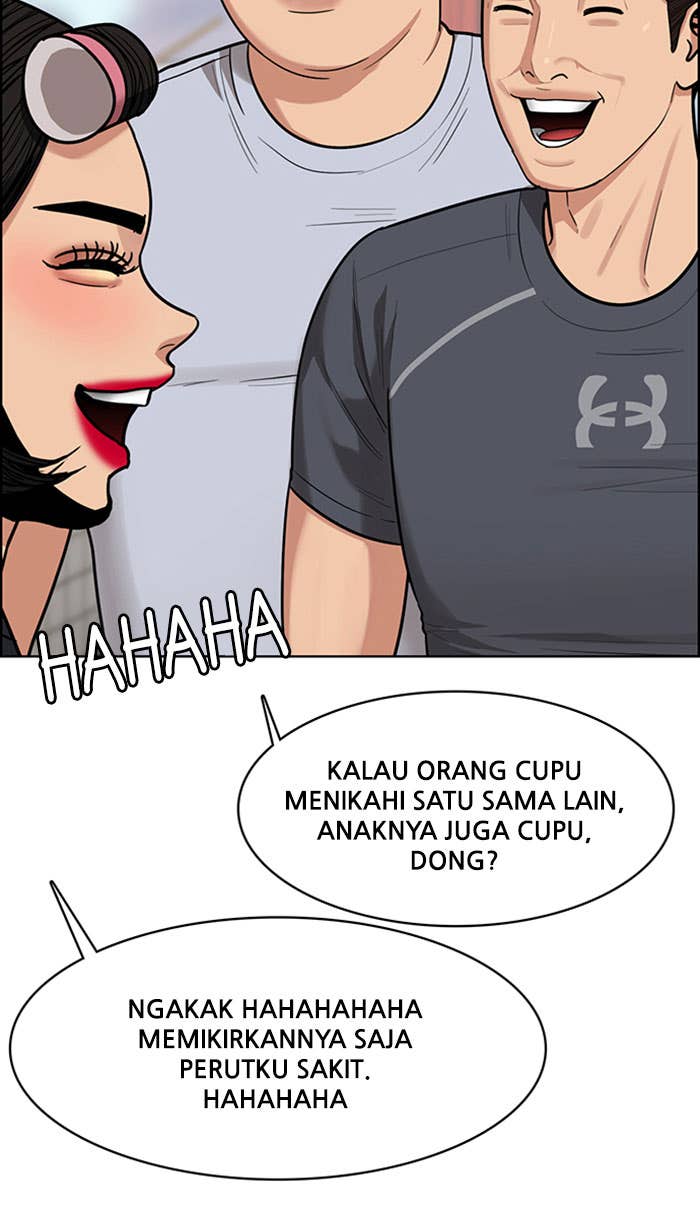 HAHAHA
KALAU ORANG CUPU
MENIKAHI SATU SAMA LAIN,
ANAKNYA JUGA CUPU,
DONG?
NGAKAK HAHAHAHAHA
MEMIKIRKANNYA SAJA
PERUTKU SAKIT.
HAHAHAHA